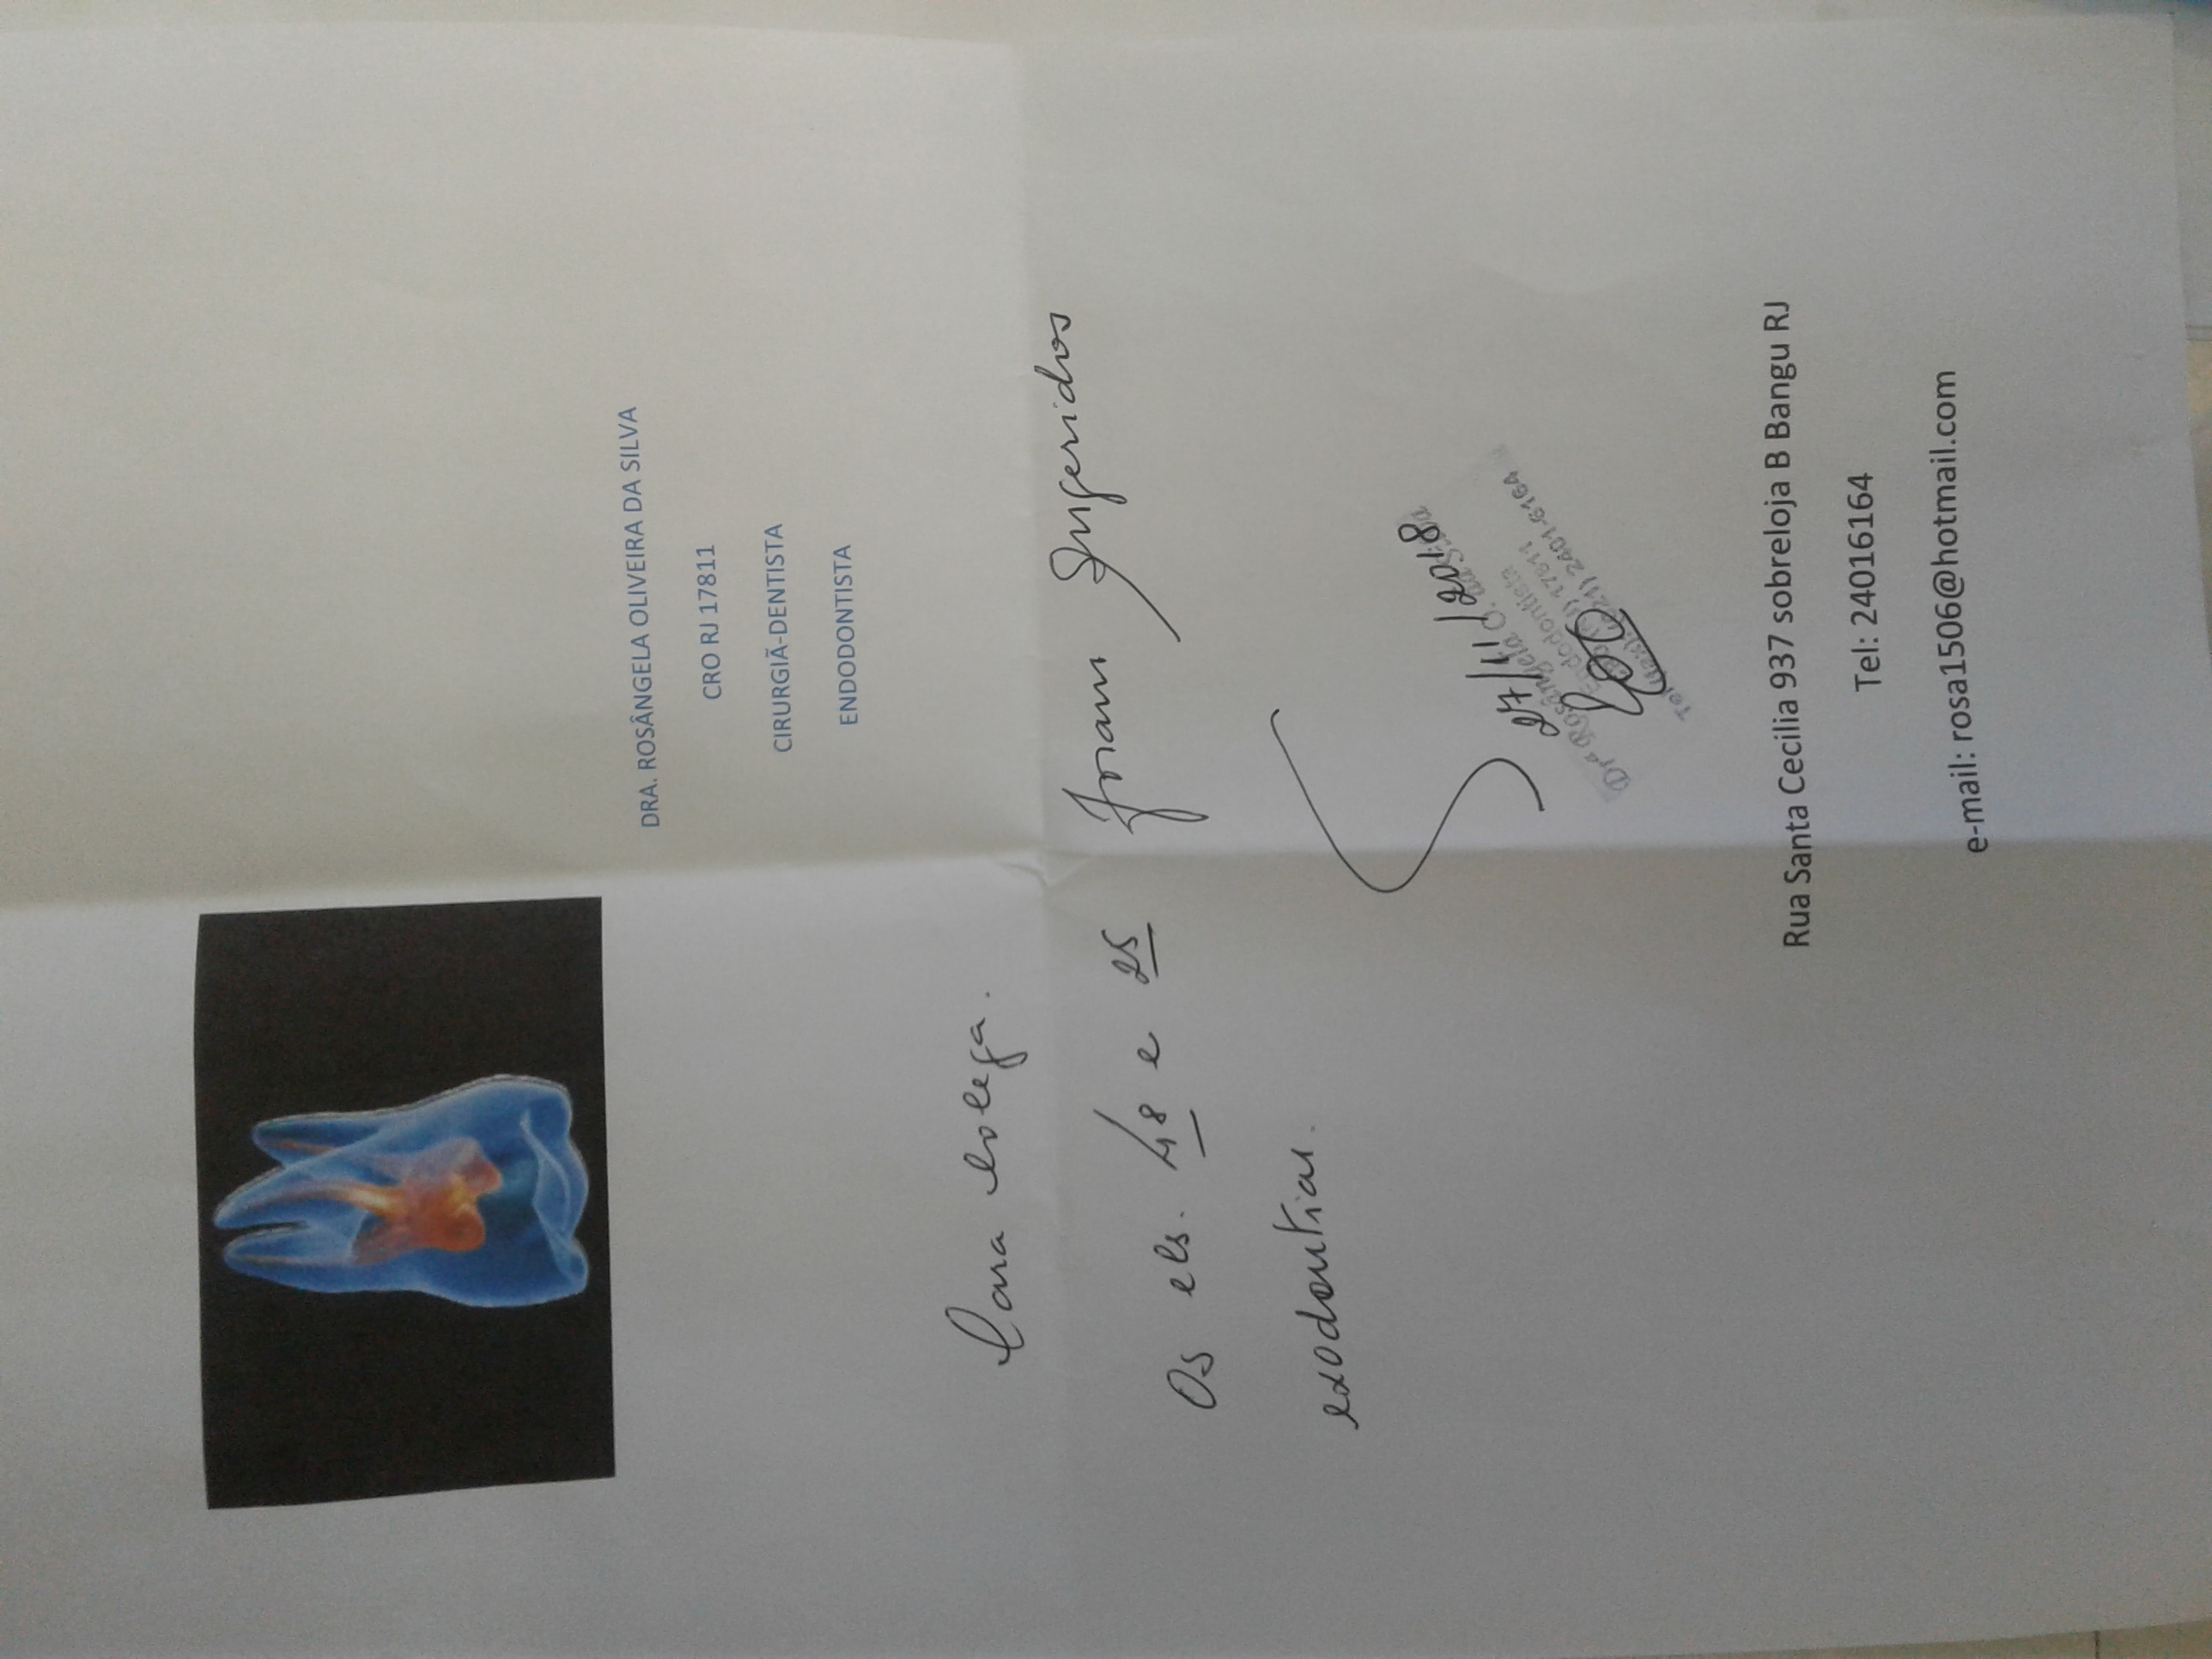 DRA. ROSÂNGELA OLIVEIRA DA SILVA
CRO RJ 17811
CIRURGIÃ-DENTISTA
ENDODONTISTA
Cara colega.
Os els. 48 e 25 foram sugeridos
exodontias.
27/11/2018
Drª Rosângela O. da Silva
Endodontista
CRO (RJ) 17811
Tel (fax): (021) 2401-6164
Rua Santa Cecilia 937 sobreloja B Bangu RJ
Tel: 24016164
e-mail: rosa1506@hotmail.com